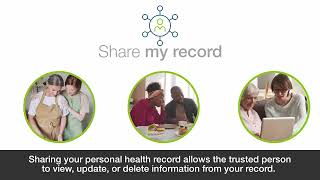 Share my record
Sharing your personal health record allows the trusted person
to view, update, or delete information from your record.